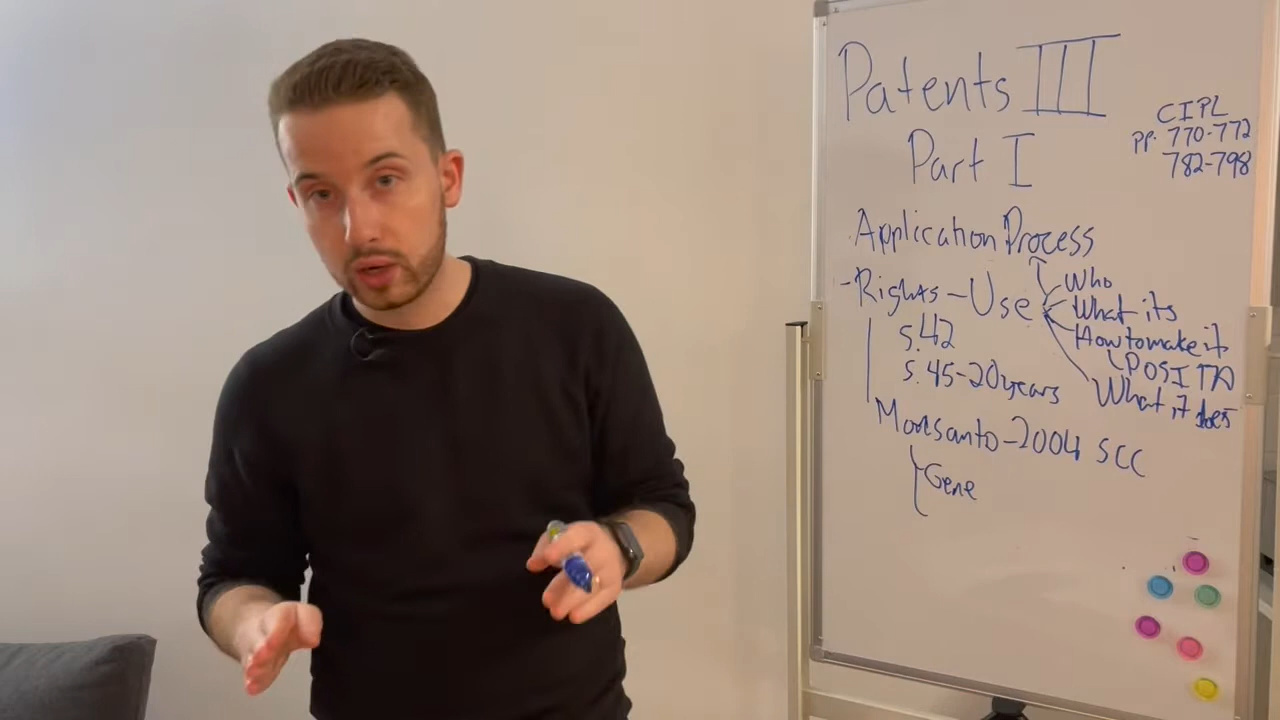 Patents III
Part I
CIPL
pp. 770-772
782-798
Application Process
- Rights - Use
Who
What it is
How to make it
POSITA
What it does
s.42
s.45-20 years
Monsanto-2004 SCC
Gene